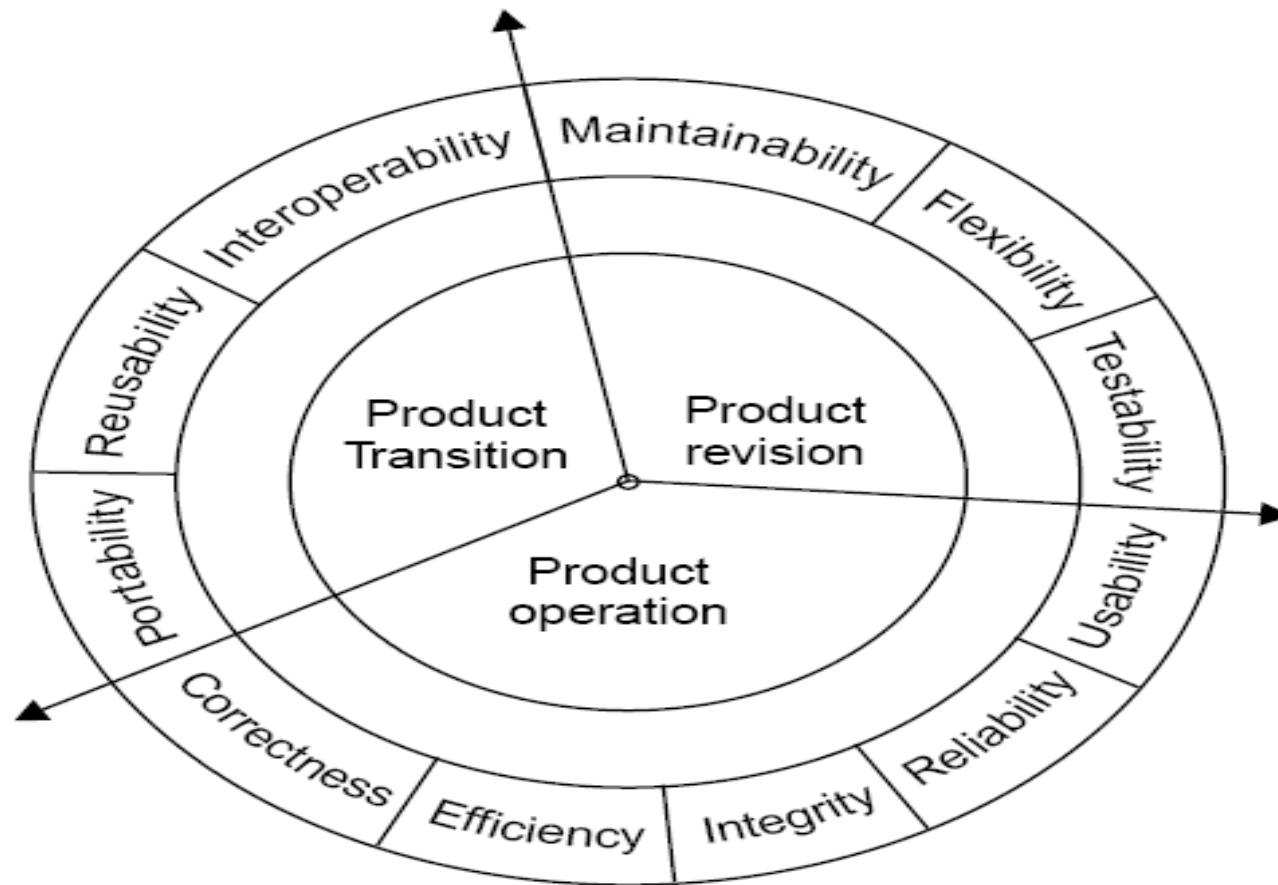 Interoperability
Maintainability
Flexibility
Testability
Reusability
Portability
Product
Transition
Product
revision
Product
operation
Usability
Reliability
Integrity
Efficiency
Correctness